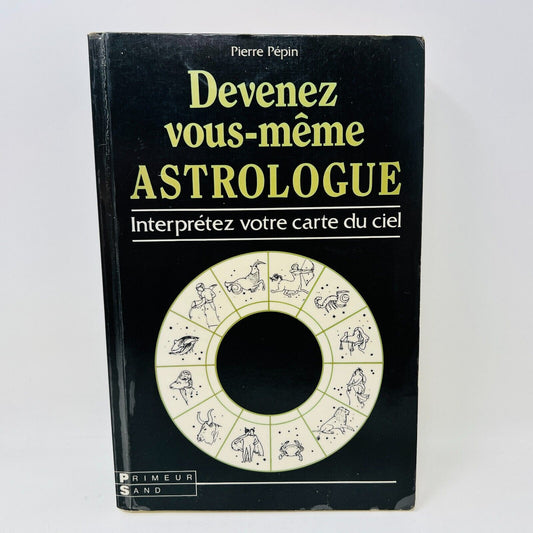 Pierre Pépin
Devenez
vous-même
ASTROLOGUE
Interprétez votre carte du ciel
PRIMEUR
SAND